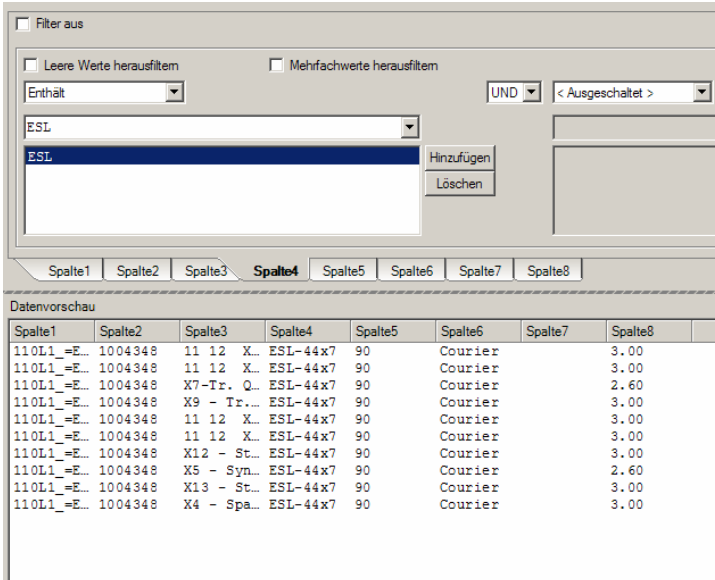 Filter aus
Leere Werte herausfiltern Mehrfachwerte herausfiltern
Enthält UND < Ausgeschaltet >
ESL
ESL Hinzufügen
Löschen
Spalte1 Spalte2 Spalte3 Spalte4 Spalte5 Spalte6 Spalte7 Spalte8
Datenvorschau
Spalte1 Spalte2 Spalte3 Spalte4 Spalte5 Spalte6 Spalte7 Spalte8
110L1_=E... 1004348 11 12 X... ESL-44x7 90 Courier 3.00
110L1_=E... 1004348 11 12 X... ESL-44x7 90 Courier 3.00
110L1_=E... 1004348 X7-Tr. Q... ESL-44x7 90 Courier 2.60
110L1_=E... 1004348 X9 - Tr.... ESL-44x7 90 Courier 3.00
110L1_=E... 1004348 11 12 X... ESL-44x7 90 Courier 3.00
110L1_=E... 1004348 11 12 X... ESL-44x7 90 Courier 3.00
110L1_=E... 1004348 X12 - St... ESL-44x7 90 Courier 3.00
110L1_=E... 1004348 X5 - Syn... ESL-44x7 90 Courier 2.60
110L1_=E... 1004348 X13 - St... ESL-44x7 90 Courier 3.00
110L1_=E... 1004348 X4 - Spa... ESL-44x7 90 Courier 3.00